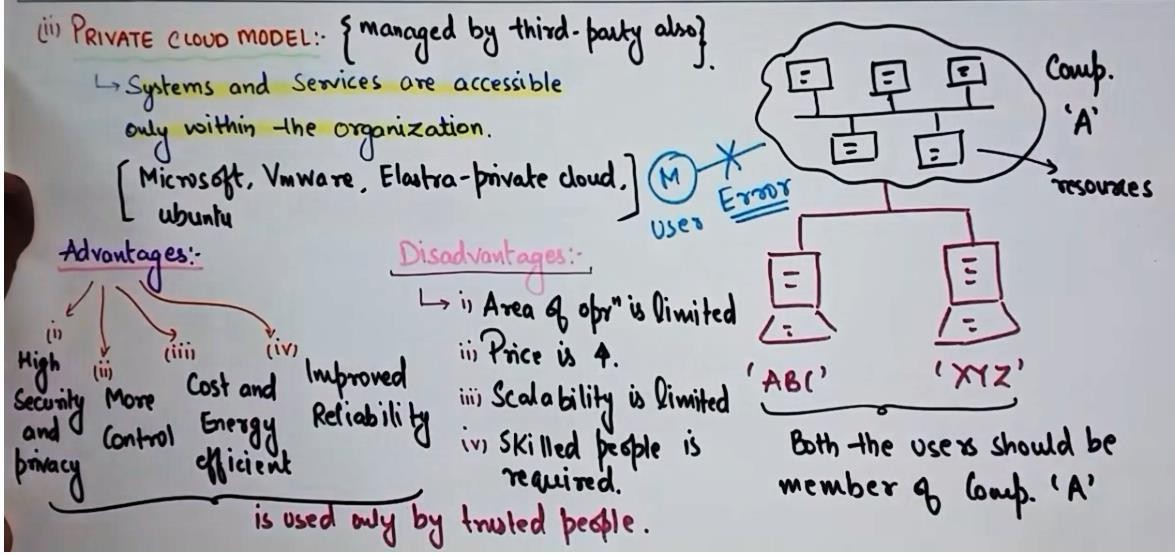 (ii) PRIVATE CLOUD MODEL:- {managed by third-party also}.
↳ Systems and Services are accessible
only within the organization.
[Microsoft, Vmware, Elastra-private cloud,
ubuntu]
Advantages:-
(i)
High
Security
and
privacy
(ii)
More
Control
(iii)
Cost and
Energy
efficient
(iv)
Improved
Reliability
is used only by trusted people.
Disadvantages:-
↳ i) Area of oprⁿ is limited
ii) Price is ↑.
iii) Scalability is limited
iv) Skilled people is
required.
M
User
Error
Comp.
'A'
resources
'ABC'
'XYZ'
Both the users should be
member of Comp. 'A'